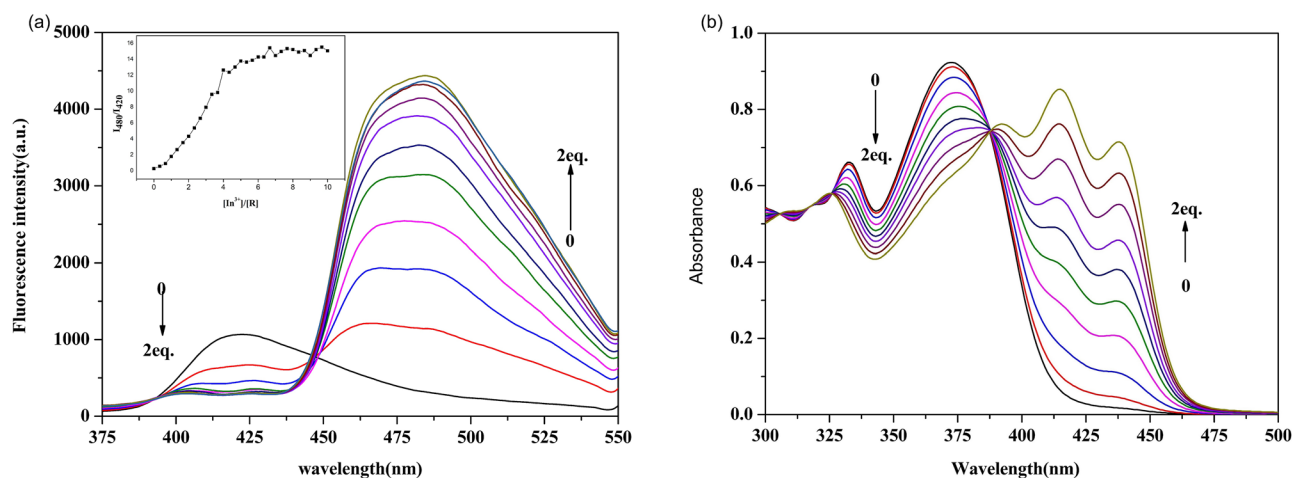 (a)
5000
4000
3000
2000
1000
0
Fluorescence intensity(a.u.)
16
14
12
10
8
6
4
2
0
I480/I420
0 2 4 6 8 10
[In3+]/[R]
0
2eq.
2eq.
0
375 400 425 450 475 500 525 550
wavelength(nm)
(b)
1.0
0.8
0.6
0.4
0.2
0.0
Absorbance
0
2eq.
2eq.
0
300 325 350 375 400 425 450 475 500
Wavelength(nm)